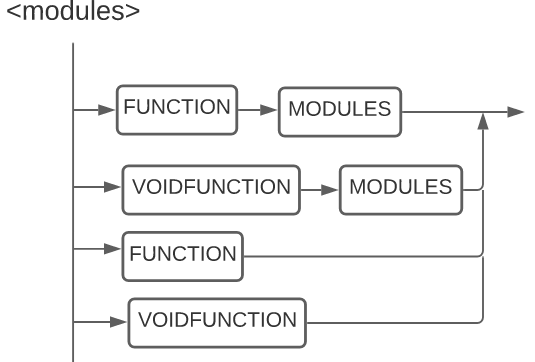 <modules>
FUNCTION MODULES
VOIDFUNCTION MODULES
FUNCTION
VOIDFUNCTION